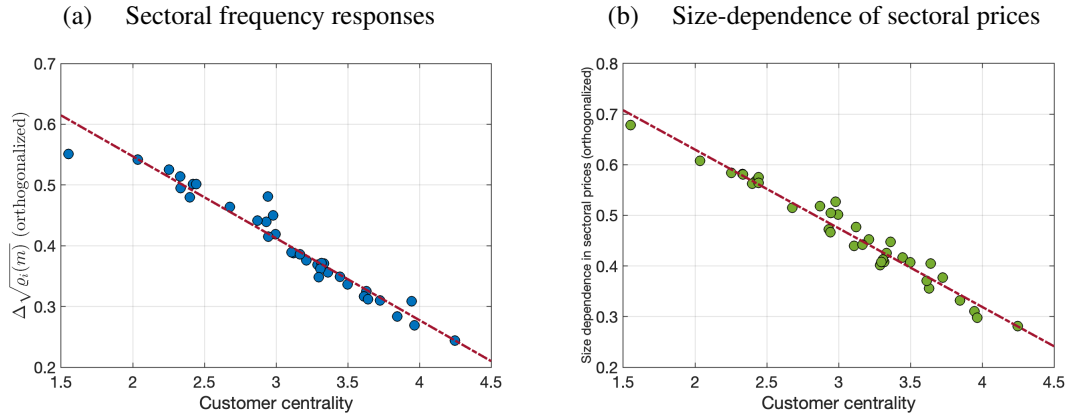 (a) Sectoral frequency responses
0.7
0.6
0.5
0.4
0.3
0.2
1.5 2 2.5 3 3.5 4 4.5
Customer centrality
Δ√ϱᵢ(m) (orthogonalized)
(b) Size-dependence of sectoral prices
0.8
0.7
0.6
0.5
0.4
0.3
0.2
1.5 2 2.5 3 3.5 4 4.5
Customer centrality
Size dependence in sectoral prices (orthogonalized)